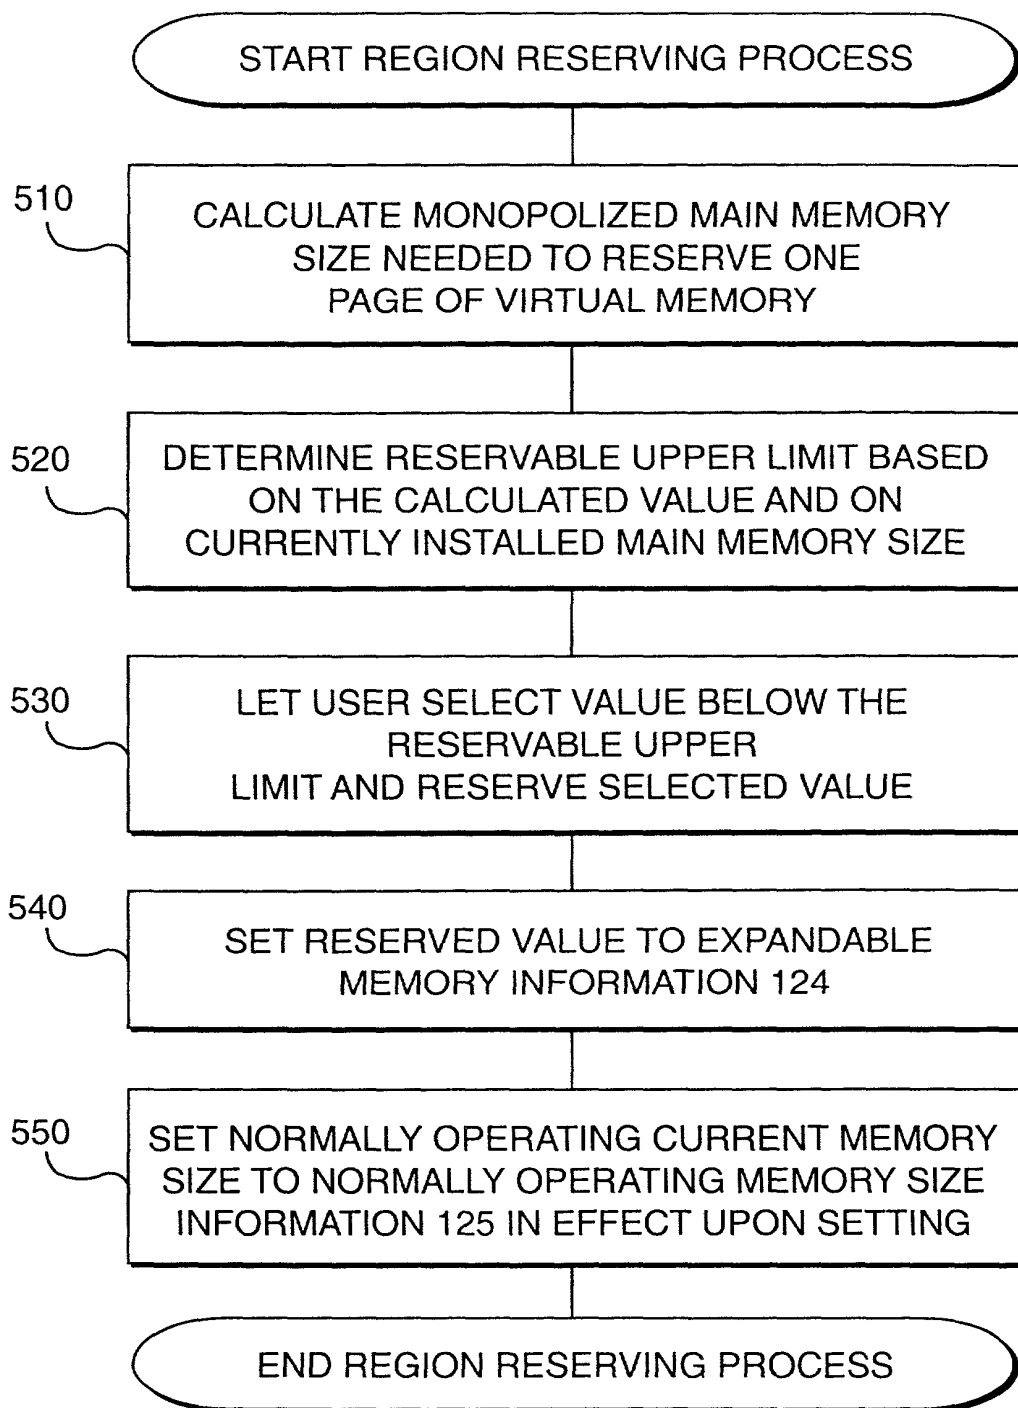 START REGION RESERVING PROCESS
510
CALCULATE MONOPOLIZED MAIN MEMORY
SIZE NEEDED TO RESERVE ONE
PAGE OF VIRTUAL MEMORY
520
DETERMINE RESERVABLE UPPER LIMIT BASED
ON THE CALCULATED VALUE AND ON
CURRENTLY INSTALLED MAIN MEMORY SIZE
530
LET USER SELECT VALUE BELOW THE
RESERVABLE UPPER
LIMIT AND RESERVE SELECTED VALUE
540
SET RESERVED VALUE TO EXPANDABLE
MEMORY INFORMATION 124
550
SET NORMALLY OPERATING CURRENT MEMORY
SIZE TO NORMALLY OPERATING MEMORY SIZE
INFORMATION 125 IN EFFECT UPON SETTING
END REGION RESERVING PROCESS